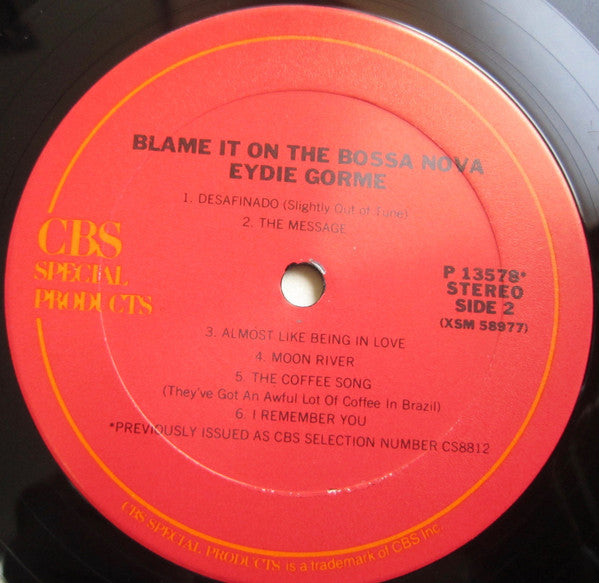 BLAME IT ON THE BOSSA NOVA
EYDIE GORME
1. DESAFINADO (Slightly Out of Tune)
2. THE MESSAGE
CBS
SPECIAL
PRODUCTS
P 13578*
STEREO
SIDE 2
(XSM 58977)
3. ALMOST LIKE BEING IN LOVE
4. MOON RIVER
5. THE COFFEE SONG
(They've Got An Awful Lot Of Coffee In Brazil)
6. I REMEMBER YOU
*PREVIOUSLY ISSUED AS CBS SELECTION NUMBER CS8812
CBS SPECIAL PRODUCTS is a trademark of CBS Inc.